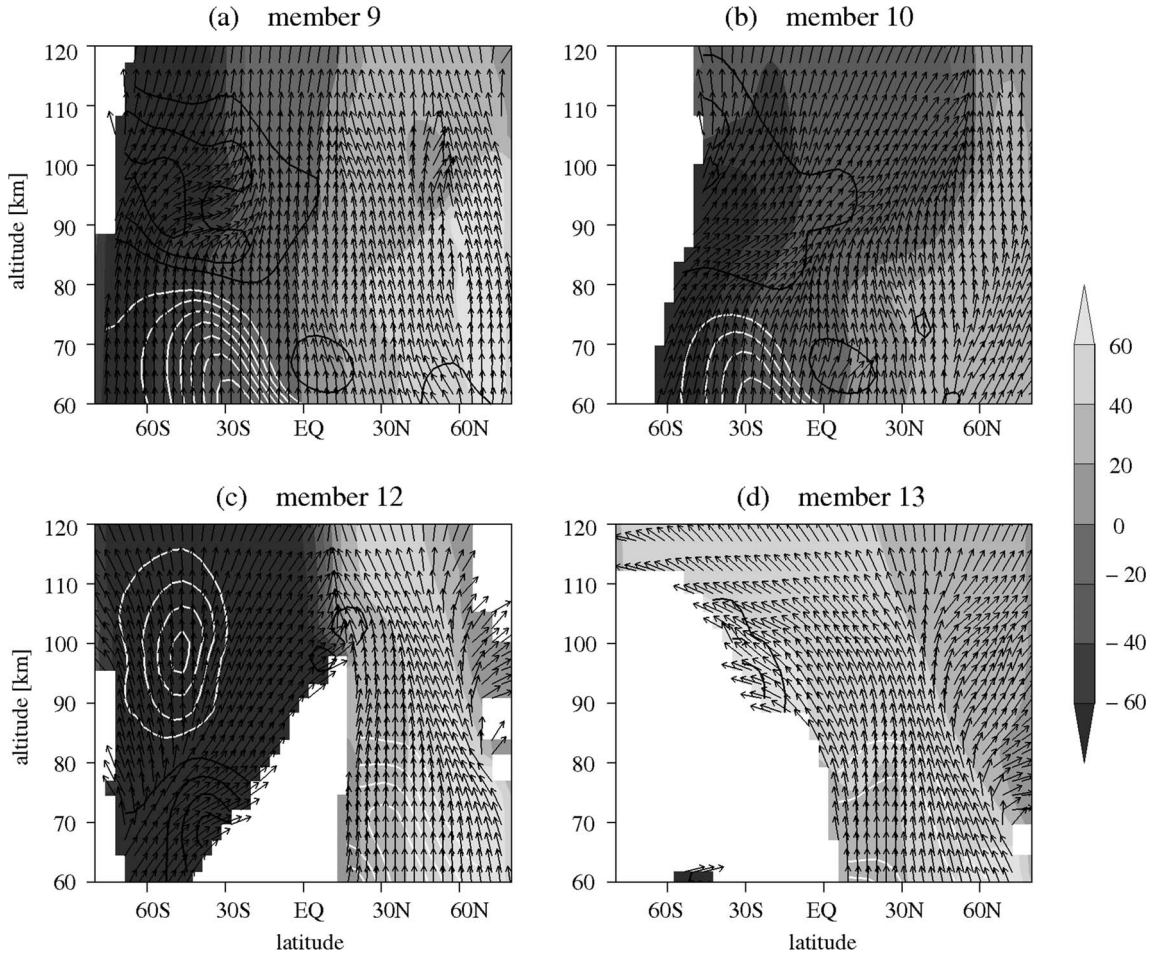 (a) member 9
(b) member 10
120
110
100
90
80
70
60
altitude [km]
60S 30S EQ 30N 60N
120
110
100
90
80
70
60
60S 30S EQ 30N 60N
(c) member 12
(d) member 13
120
110
100
90
80
70
60
altitude [km]
60S 30S EQ 30N 60N
latitude
120
110
100
90
80
70
60
60S 30S EQ 30N 60N
latitude
60
40
20
0
– 20
– 40
– 60